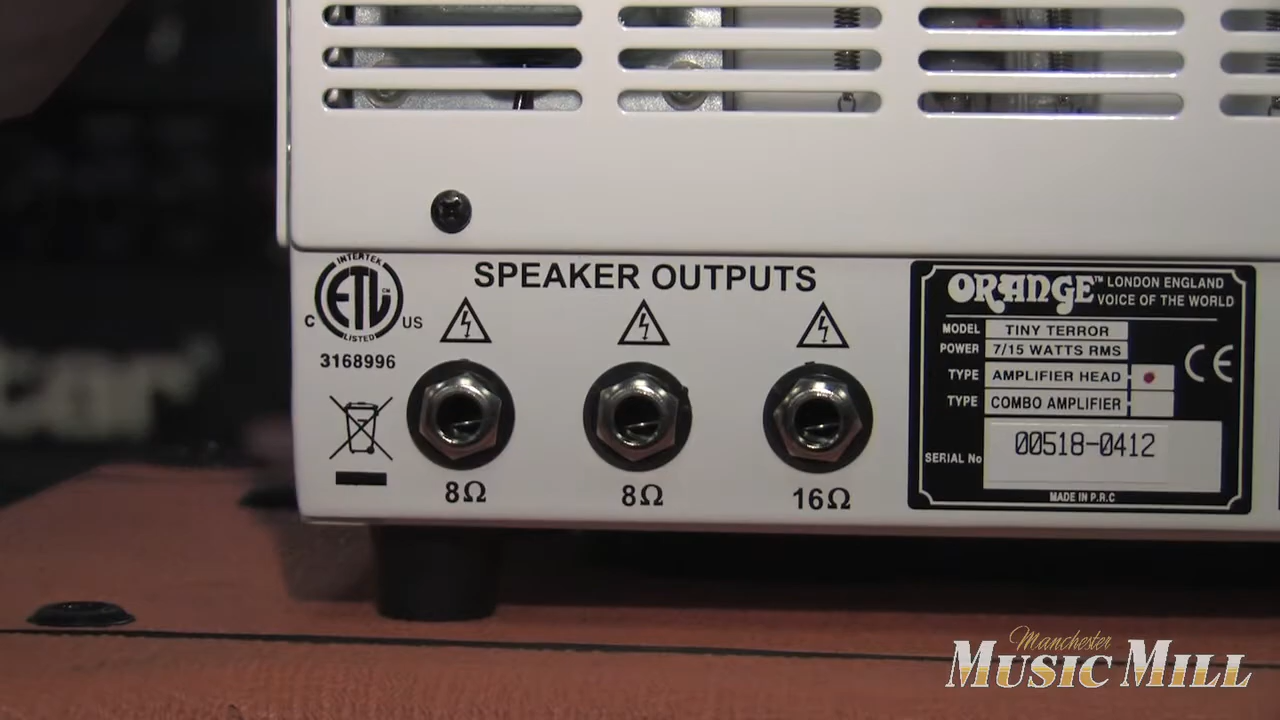 INTERTEK
ETL CM
LISTED
C US
3168996
SPEAKER OUTPUTS
8Ω
8Ω
16Ω
ORANGE™ LONDON ENGLAND
VOICE OF THE WORLD
MODEL TINY TERROR
POWER 7/15 WATTS RMS
TYPE AMPLIFIER HEAD
TYPE COMBO AMPLIFIER
CE
SERIAL No 00518-0412
MADE IN P.R.C
Manchester
MUSIC MILL